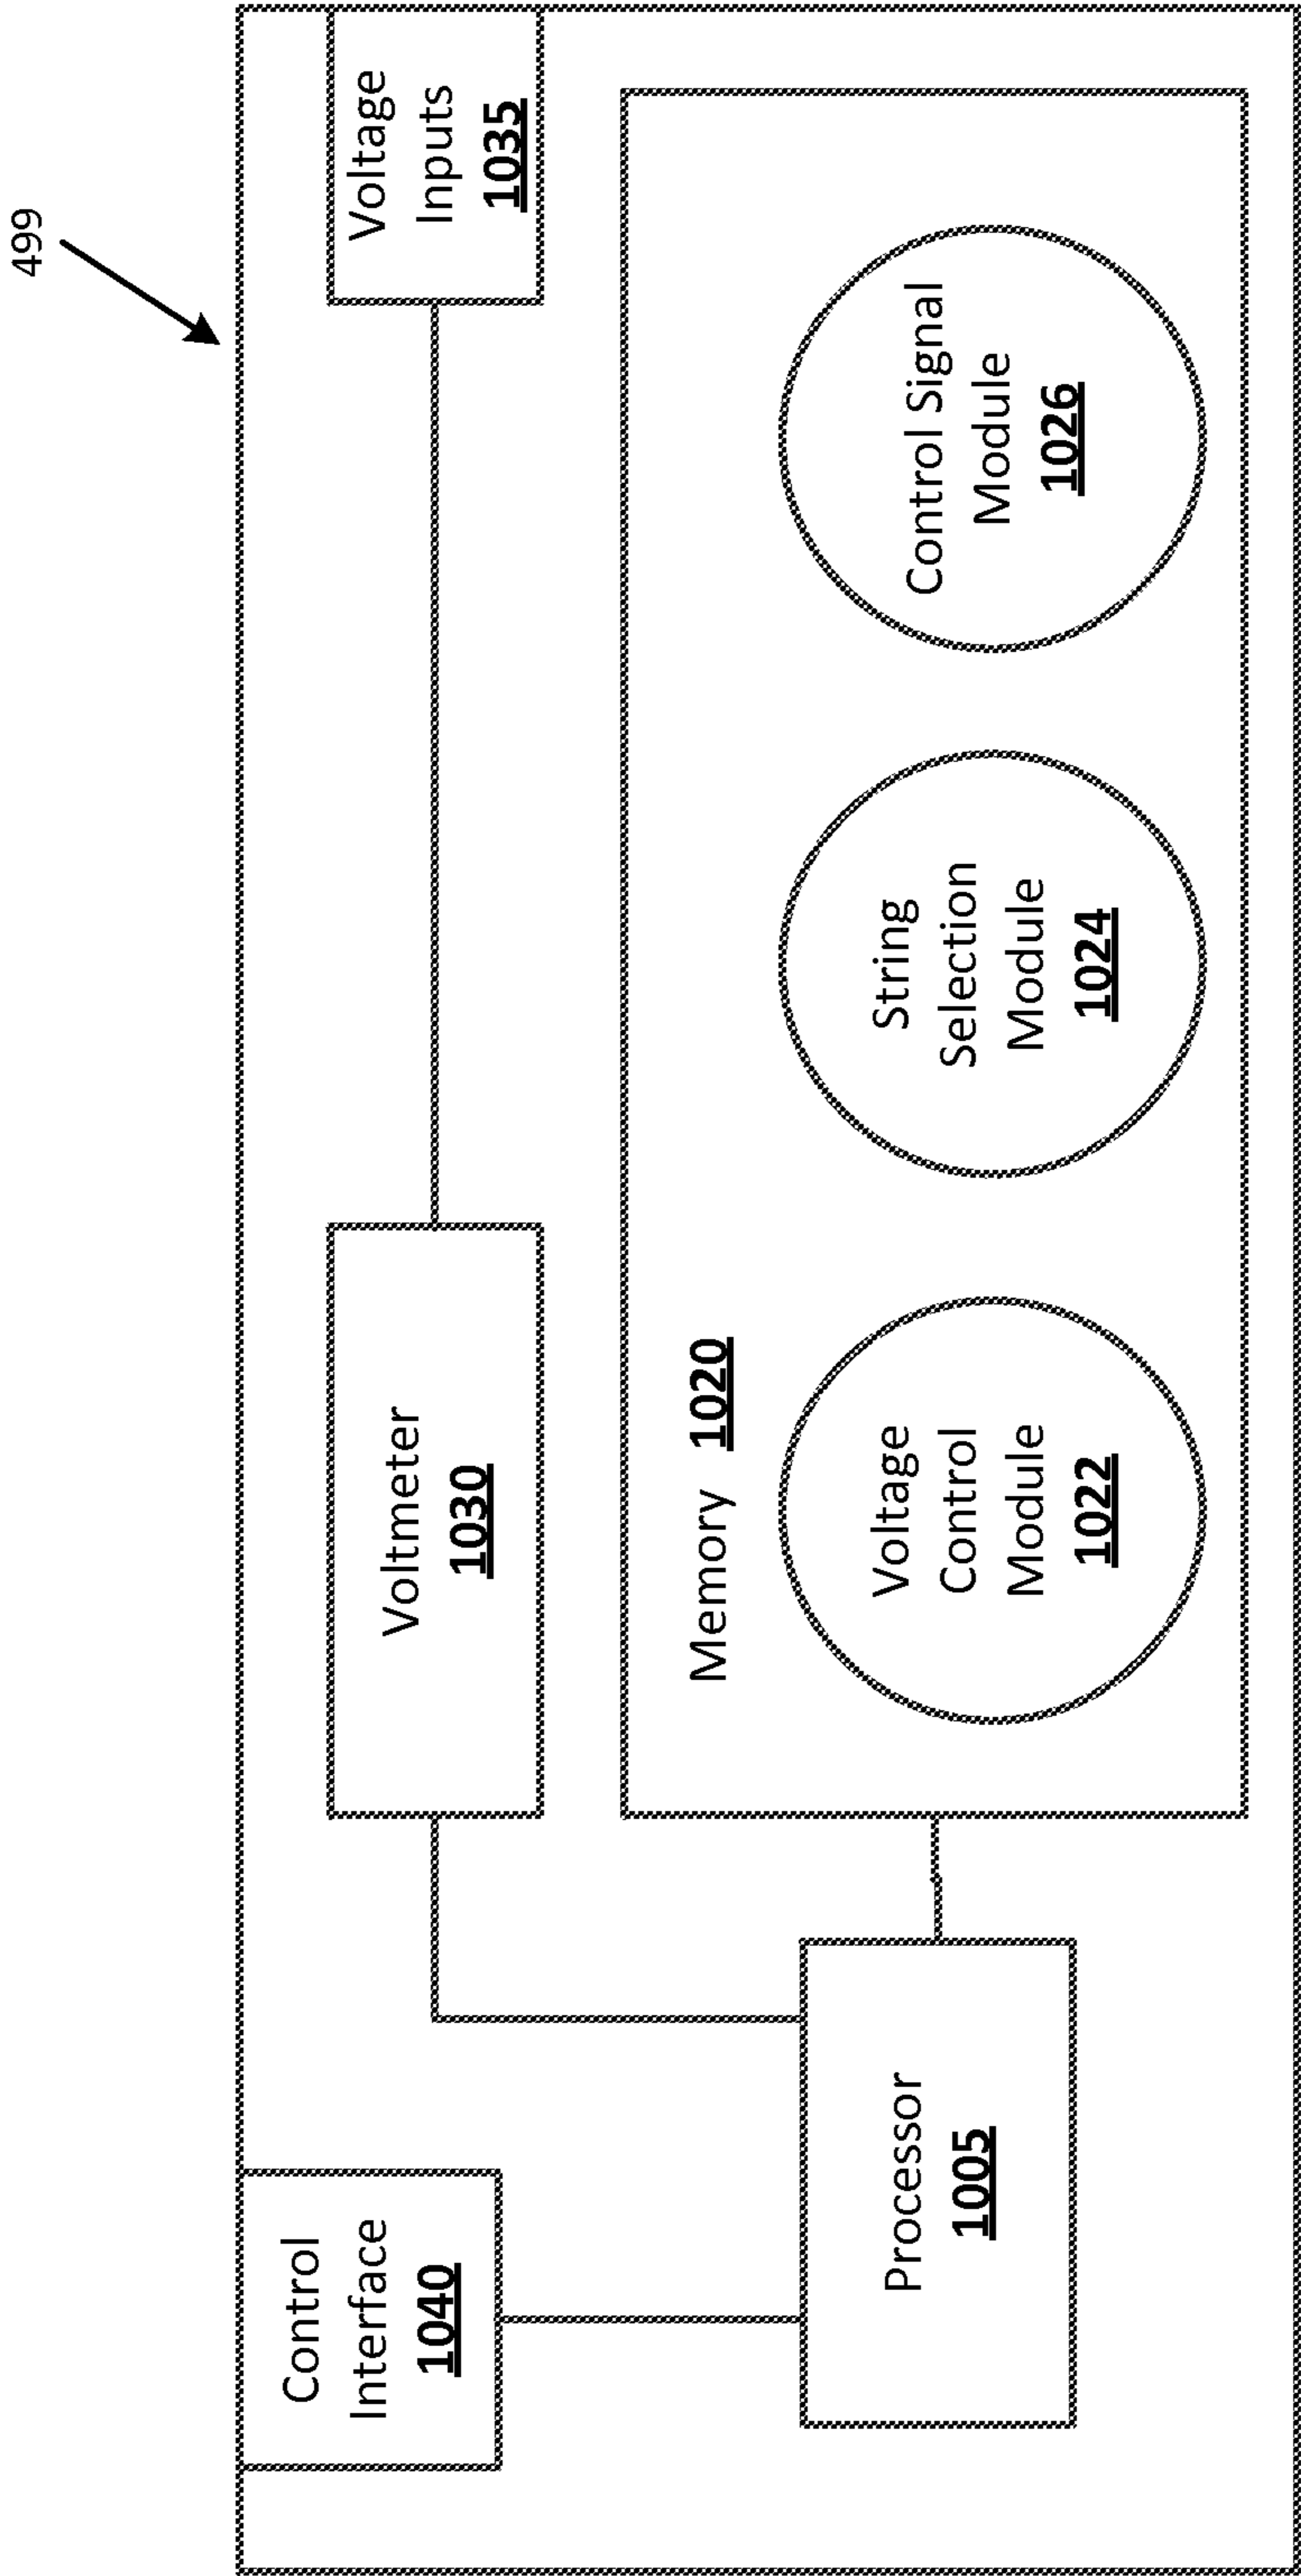 499
Control
Interface
1040
Voltmeter
1030
Voltage
Inputs
1035
Memory 1020
Processor
1005
Voltage
Control
Module
1022
String
Selection
Module
1024
Control Signal
Module
1026